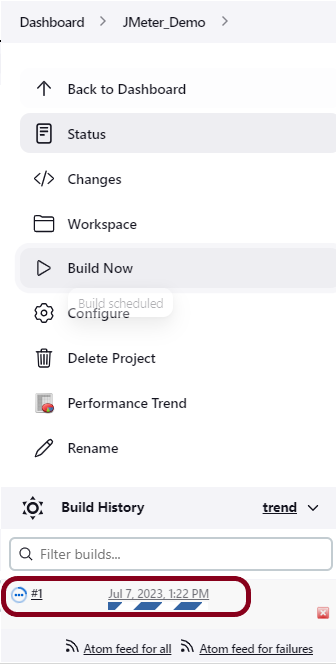 Dashboard > JMeter_Demo >
Back to Dashboard
Status
Changes
Workspace
Build Now
Build scheduled
Configure
Delete Project
Performance Trend
Rename
Build History trend
Filter builds...
#1 Jul 7, 2023, 1:22 PM
Atom feed for all Atom feed for failures